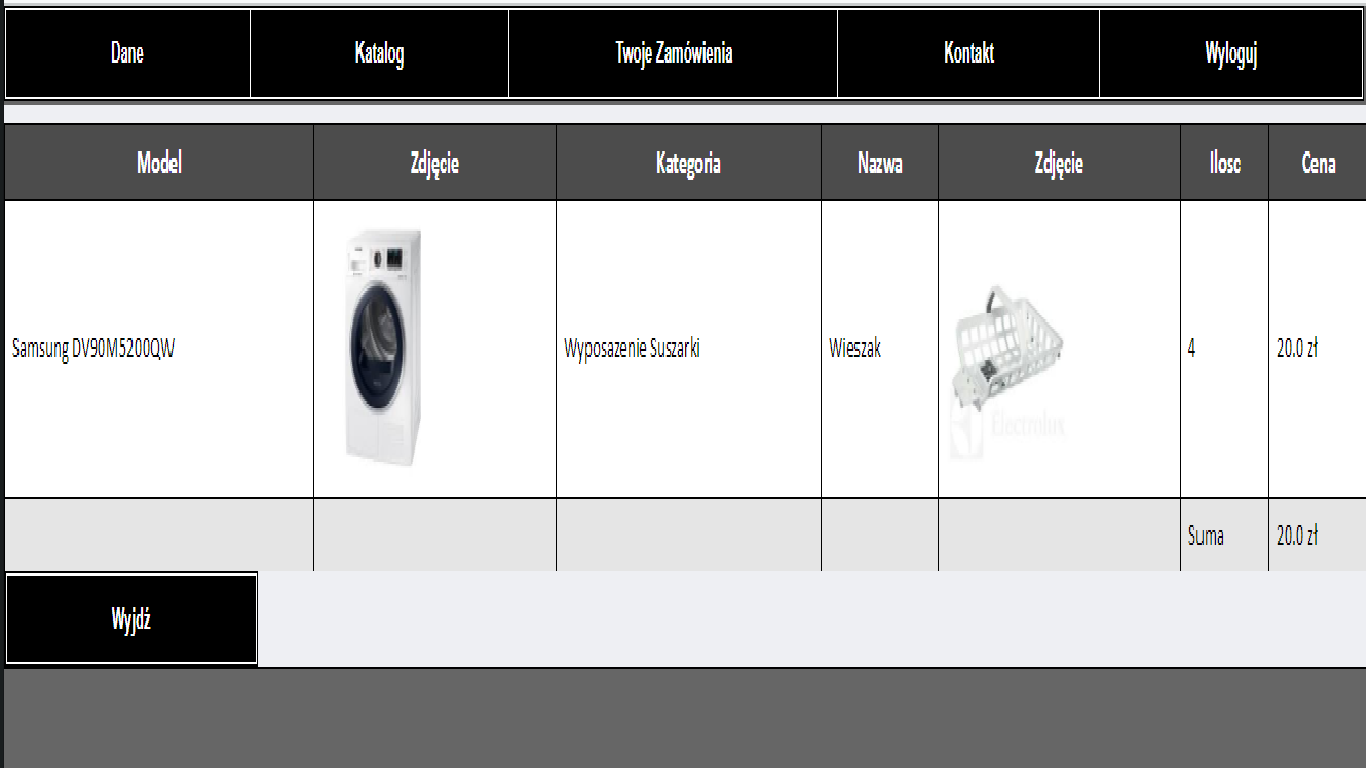 Dane Katalog Twoje Zamówienia Kontakt Wyloguj
Model Zdjęcie Kategoria Nazwa Zdjęcie Ilosc Cena
Samsung DV90M5200QW Wyposazenie Suszarki Wieszak 4 20.0 zł
Electrolux
Suma 20.0 zł
Wyjdź